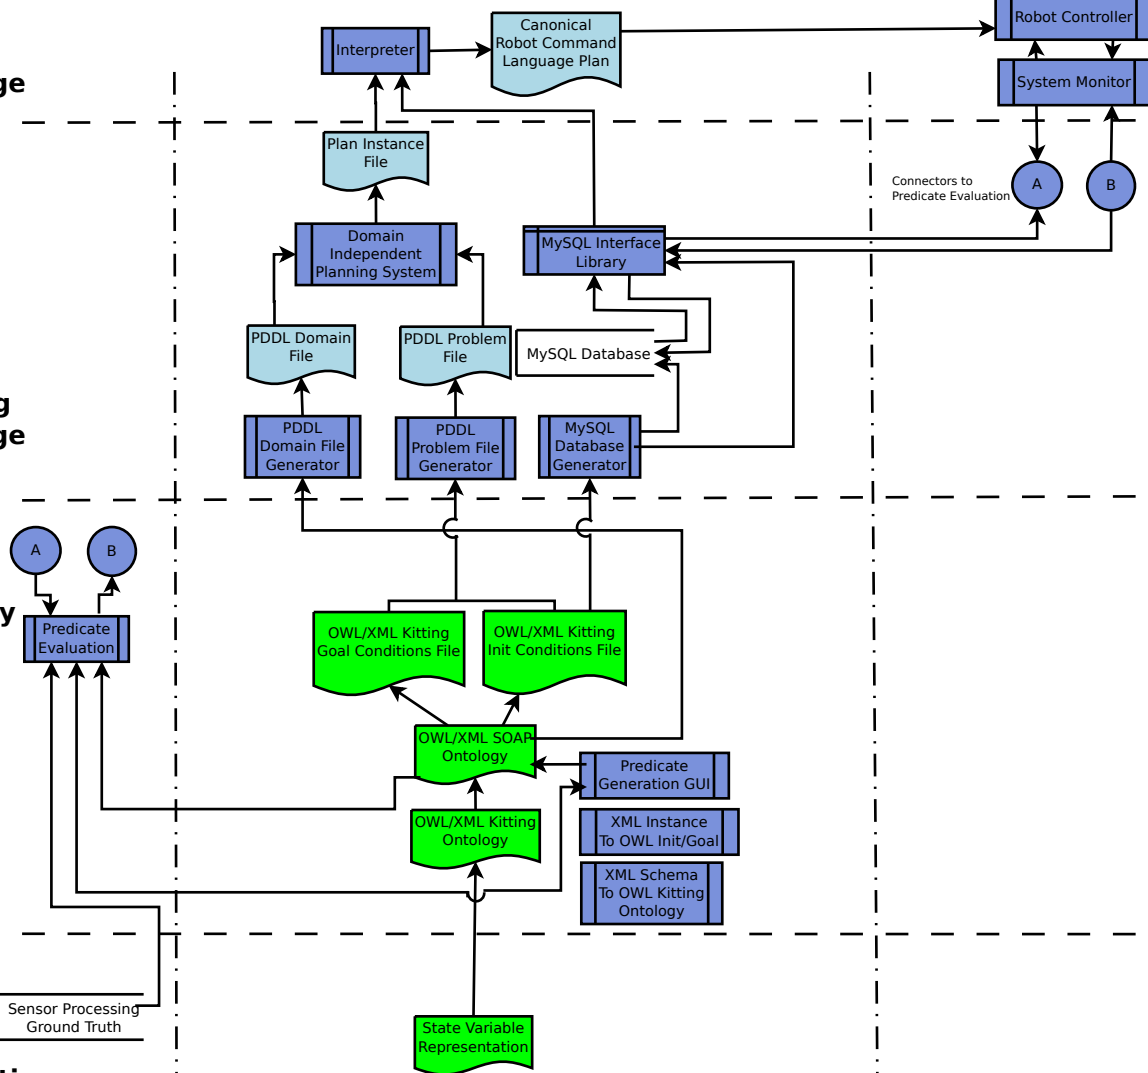 Robot Controller
Canonical
Robot Command
Language Plan
Interpreter
System Monitor
ge
Plan Instance
File
Connectors to
Predicate Evaluation
A
B
Domain
Independent
Planning System
MySQL Interface
Library
PDDL Domain
File
PDDL Problem
File
MySQL Database
g
ge
PDDL
Domain File
Generator
PDDL
Problem File
Generator
MySQL
Database
Generator
A
B
y
Predicate
Evaluation
OWL/XML Kitting
Goal Conditions File
OWL/XML Kitting
Init Conditions File
OWL/XML SOAP
Ontology
Predicate
Generation GUI
OWL/XML Kitting
Ontology
XML Instance
To OWL Init/Goal
XML Schema
To OWL Kitting
Ontology
Sensor Processing
Ground Truth
State Variable
Representation